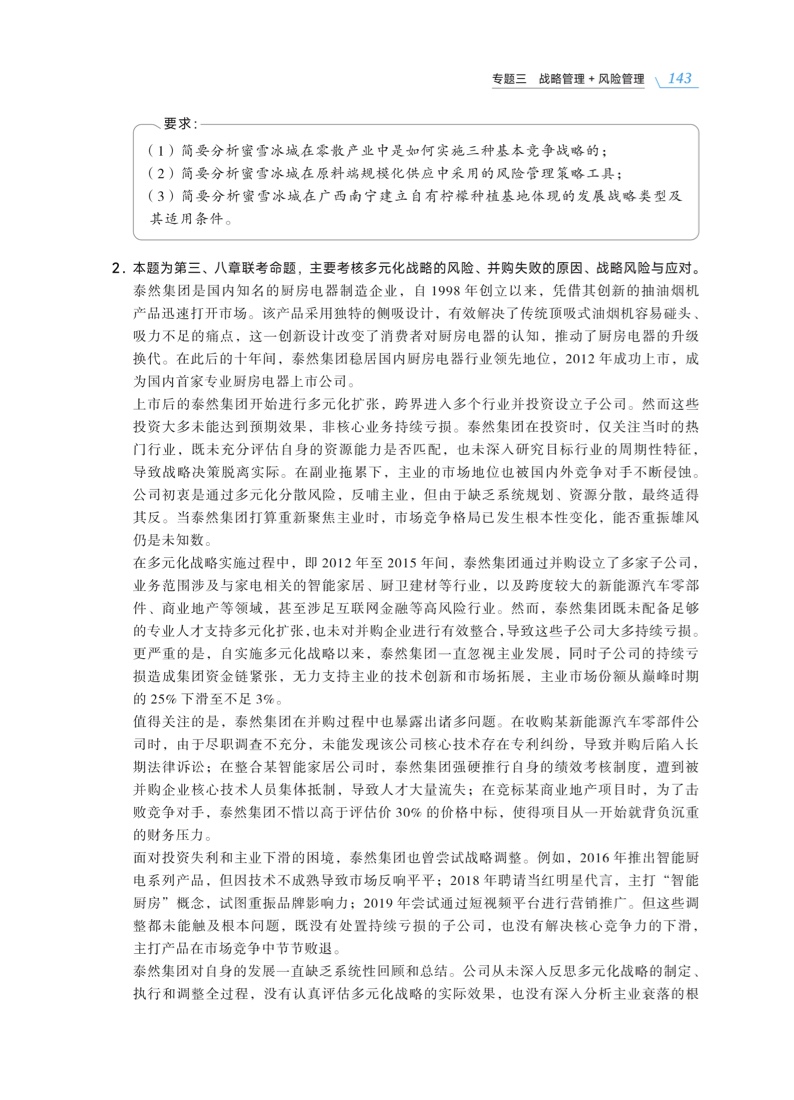 专题三 战略管理 + 风险管理 143
要求：
（1）简要分析蜜雪冰城在零散产业中是如何实施三种基本竞争战略的；
（2）简要分析蜜雪冰城在原料端规模化供应中采用的风险管理策略工具；
（3）简要分析蜜雪冰城在广西南宁建立自有柠檬种植基地体现的发展战略类型及
其适用条件。
2. 本题为第三、八章联考命题，主要考核多元化战略的风险、并购失败的原因、战略风险与应对。
泰然集团是国内知名的厨房电器制造企业，自 1998 年创立以来，凭借其创新的抽油烟机
产品迅速打开市场。该产品采用独特的侧吸设计，有效解决了传统顶吸式油烟机容易碰头、
吸力不足的痛点，这一创新设计改变了消费者对厨房电器的认知，推动了厨房电器的升级
换代。在此后的十年间，泰然集团稳居国内厨房电器行业领先地位，2012 年成功上市，成
为国内首家专业厨房电器上市公司。
上市后的泰然集团开始进行多元化扩张，跨界进入多个行业并投资设立子公司。然而这些
投资大多未能达到预期效果，非核心业务持续亏损。泰然集团在投资时，仅关注当时的热
门行业，既未充分评估自身的资源能力是否匹配，也未深入研究目标行业的周期性特征，
导致战略决策脱离实际。在副业拖累下，主业的市场地位也被国内外竞争对手不断侵蚀。
公司初衷是通过多元化分散风险，反哺主业，但由于缺乏系统规划、资源分散，最终适得
其反。当泰然集团打算重新聚焦主业时，市场竞争格局已发生根本性变化，能否重振雄风
仍是未知数。
在多元化战略实施过程中，即 2012 年至 2015 年间，泰然集团通过并购设立了多家子公司，
业务范围涉及与家电相关的智能家居、厨卫建材等行业，以及跨度较大的新能源汽车零部
件、商业地产等领域，甚至涉足互联网金融等高风险行业。然而，泰然集团既未配备足够
的专业人才支持多元化扩张，也未对并购企业进行有效整合，导致这些子公司大多持续亏损。
更严重的是，自实施多元化战略以来，泰然集团一直忽视主业发展，同时子公司的持续亏
损造成集团资金链紧张，无力支持主业的技术创新和市场拓展，主业市场份额从巅峰时期
的 25% 下滑至不足 3%。
值得关注的是，泰然集团在并购过程中也暴露出诸多问题。在收购某新能源汽车零部件公
司时，由于尽职调查不充分，未能发现该公司核心技术存在专利纠纷，导致并购后陷入长
期法律诉讼；在整合某智能家居公司时，泰然集团强硬推行自身的绩效考核制度，遭到被
并购企业核心技术人员集体抵制，导致人才大量流失；在竞标某商业地产项目时，为了击
败竞争对手，泰然集团不惜以高于评估价 30% 的价格中标，使得项目从一开始就背负沉重
的财务压力。
面对投资失利和主业下滑的困境，泰然集团也曾尝试战略调整。例如，2016 年推出智能厨
电系列产品，但因技术不成熟导致市场反响平平；2018 年聘请当红明星代言，主打“智能
厨房”概念，试图重振品牌影响力；2019 年尝试通过短视频平台进行营销推广。但这些调
整都未能触及根本问题，既没有处置持续亏损的子公司，也没有解决核心竞争力的下滑，
主打产品在市场竞争中节节败退。
泰然集团对自身的发展一直缺乏系统性回顾和总结。公司从未深入反思多元化战略的制定、
执行和调整全过程，没有认真评估多元化战略的实际效果，也没有深入分析主业衰落的根